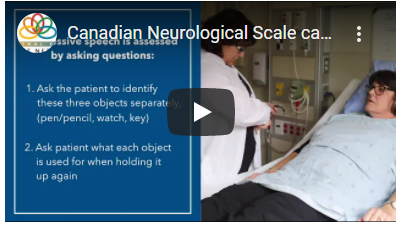 Canadian Neurological Scale ca...
essive speech is assessed
by asking questions:
1. Ask the patient to identify
these three objects separately,
(pen/pencil, watch, key)
2. Ask patient what each object
is used for when holding it
up again